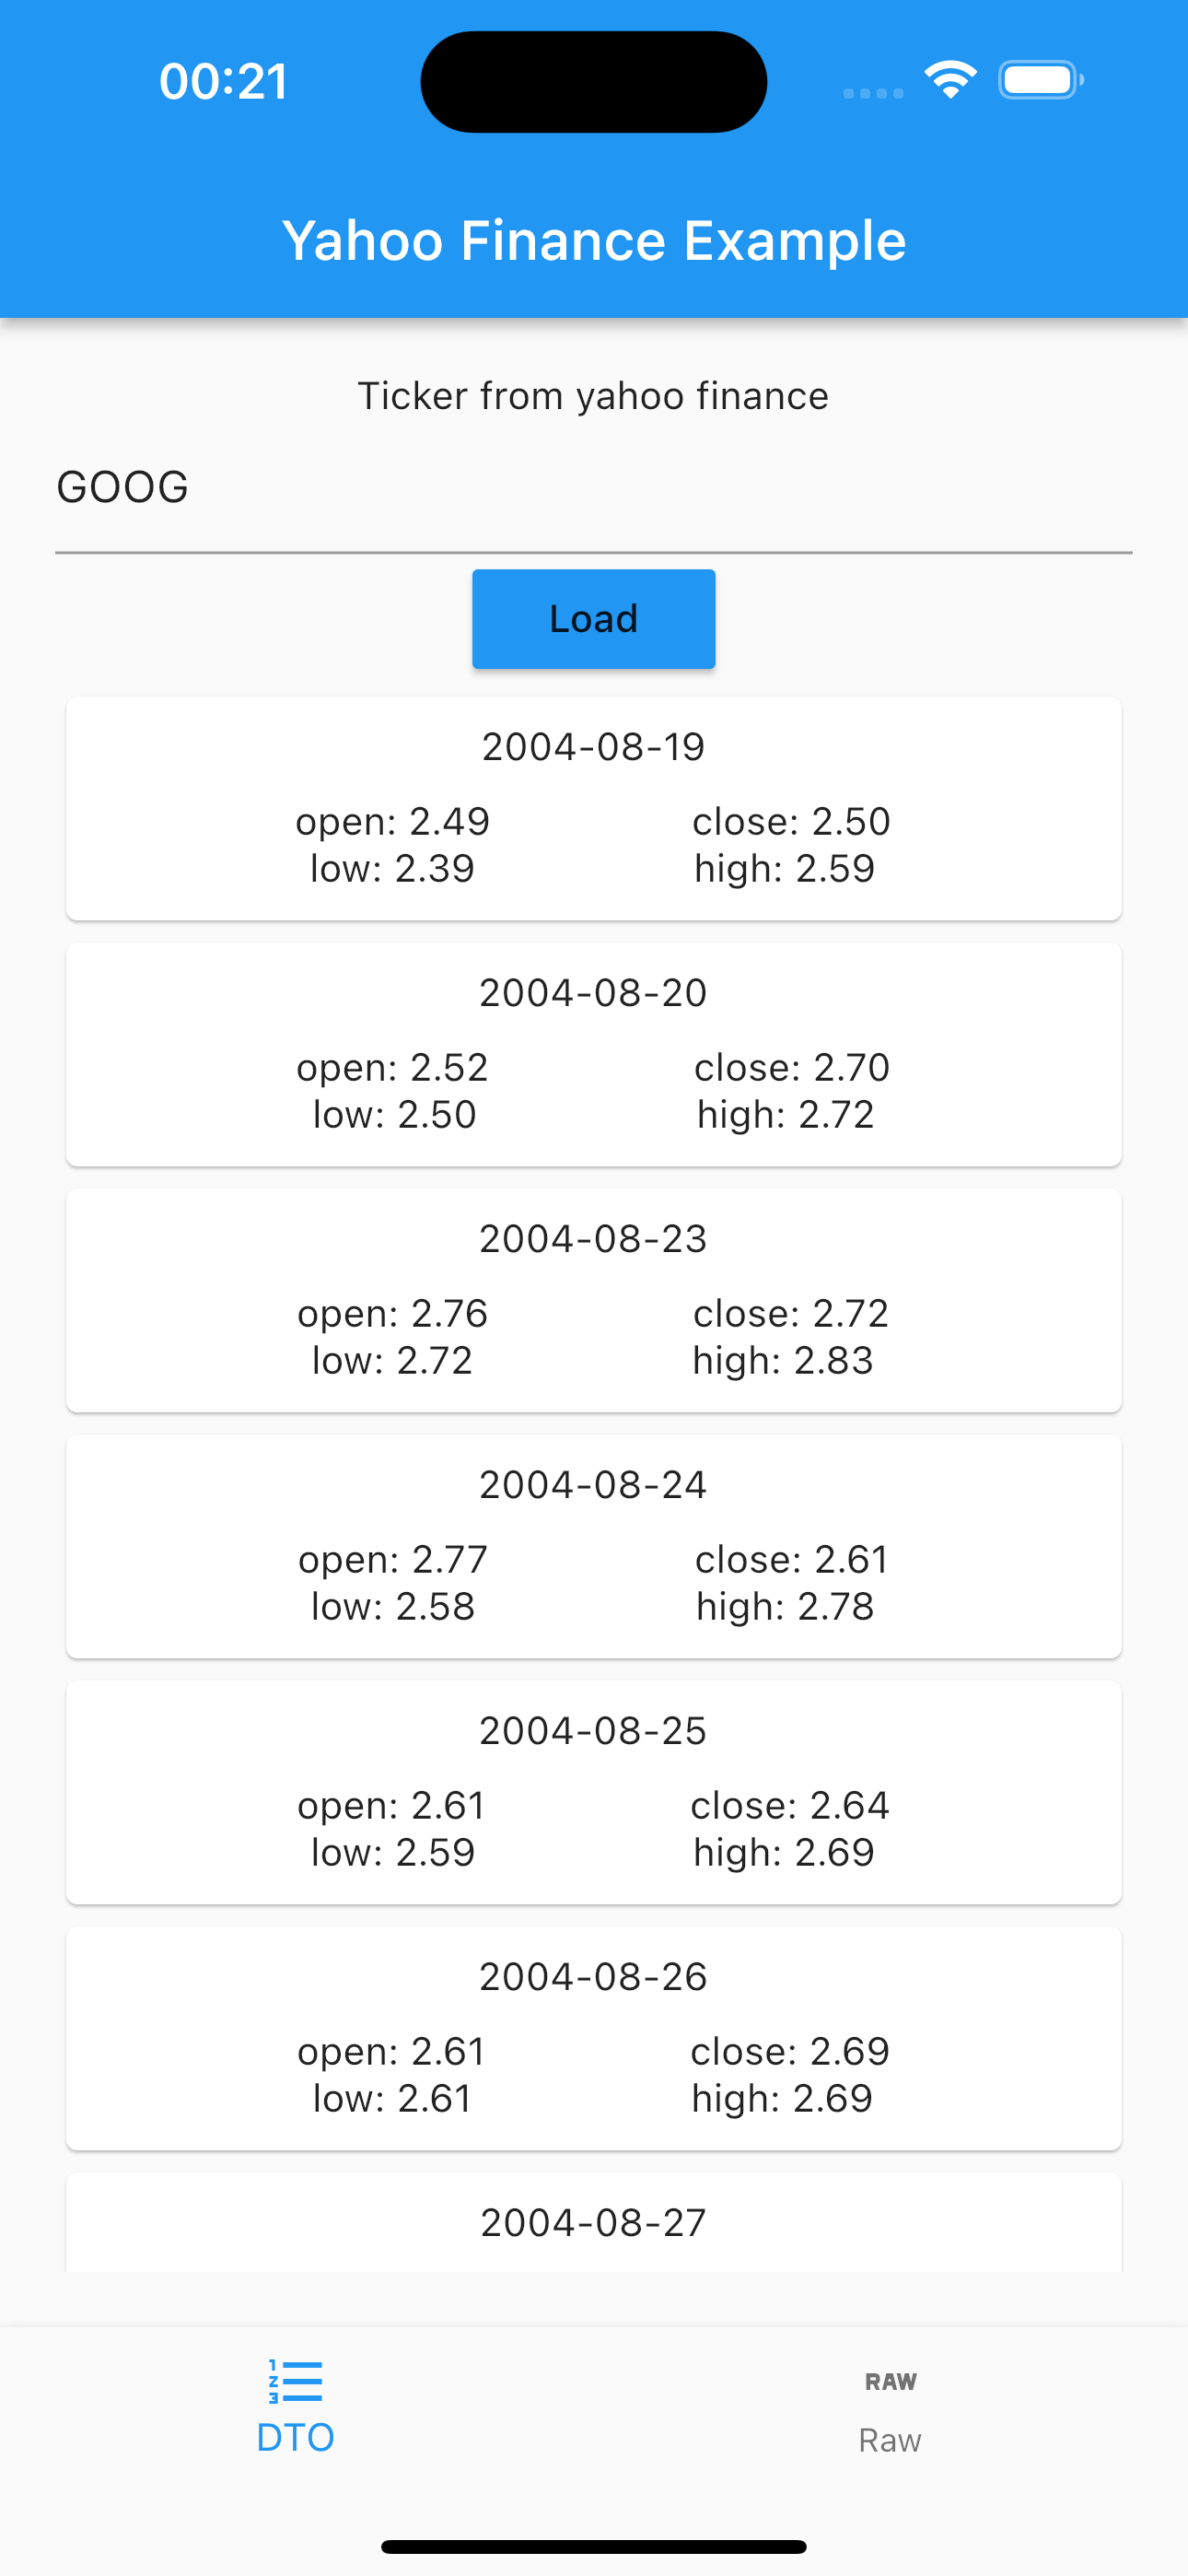 00:21
Yahoo Finance Example
Ticker from yahoo finance
GOOG
Load
2004-08-19
open: 2.49 close: 2.50
low: 2.39 high: 2.59
2004-08-20
open: 2.52 close: 2.70
low: 2.50 high: 2.72
2004-08-23
open: 2.76 close: 2.72
low: 2.72 high: 2.83
2004-08-24
open: 2.77 close: 2.61
low: 2.58 high: 2.78
2004-08-25
open: 2.61 close: 2.64
low: 2.59 high: 2.69
2004-08-26
open: 2.61 close: 2.69
low: 2.61 high: 2.69
2004-08-27
1
2
3
RAW
DTO Raw